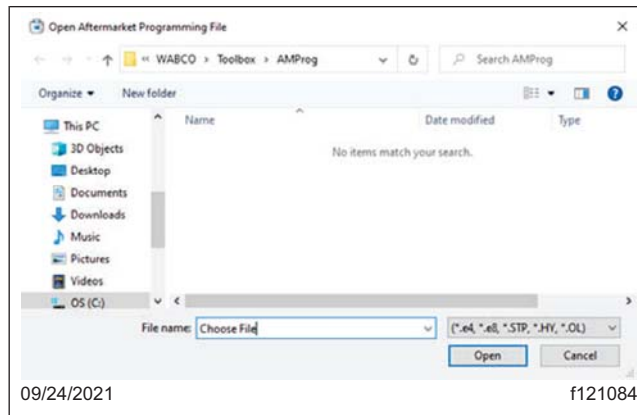 Open Aftermarket Programming File
« WABCO > Toolbox > AMProg
Search AMProg
Organize
New folder
Name
Date modified
Type
This PC
3D Objects
Desktop
Documents
Downloads
Music
Pictures
Videos
OS (C:)
No items match your search.
File name: Choose File
(*.e4, *.e8, *.STP, *.HY, *.OL)
Open
Cancel
09/24/2021
f121084